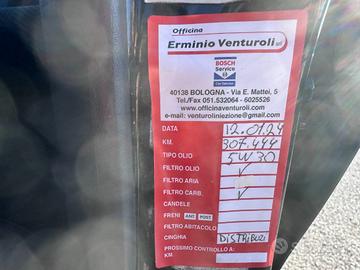 Officina
Erminio Venturoli srl
BOSCH
Service
40138 BOLOGNA - Via E. Mattei, 5
Tel./Fax 051.532064 - 6025526
www.officinaventuroli.com
e-mail: venturoliniezione@gmail.com
DATA 12.01.24
KM. 307.444
TIPO OLIO 5W30
FILTRO OLIO ✓
FILTRO ARIA
FILTRO CARB. ✓
CANDELE
FRENI ANT. POST.
FILTRO ABITACOLO
CINGHIA DISTRIBUZ.
PROSSIMO CONTROLLO A:
KM.